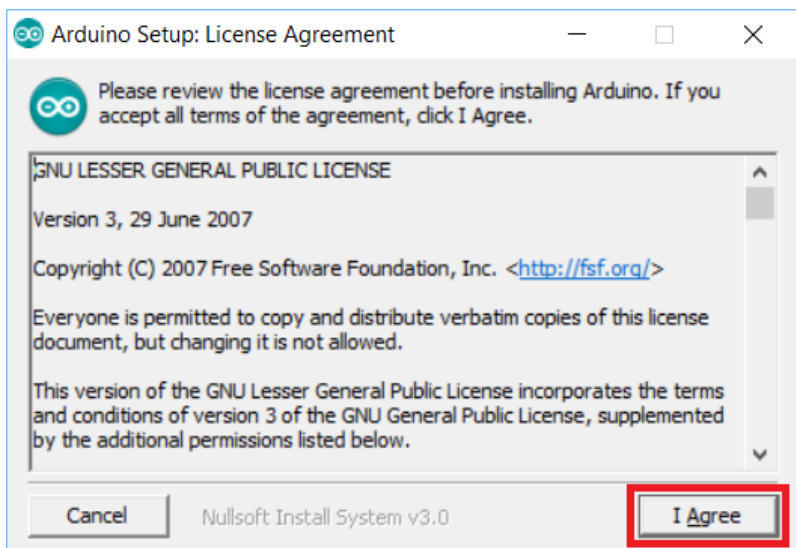 Arduino Setup: License Agreement
Please review the license agreement before installing Arduino. If you
accept all terms of the agreement, click I Agree.
GNU LESSER GENERAL PUBLIC LICENSE
Version 3, 29 June 2007
Copyright (C) 2007 Free Software Foundation, Inc. <http://fsf.org/>
Everyone is permitted to copy and distribute verbatim copies of this license
document, but changing it is not allowed.
This version of the GNU Lesser General Public License incorporates the terms
and conditions of version 3 of the GNU General Public License, supplemented
by the additional permissions listed below.
Cancel
Nullsoft Install System v3.0
I Agree